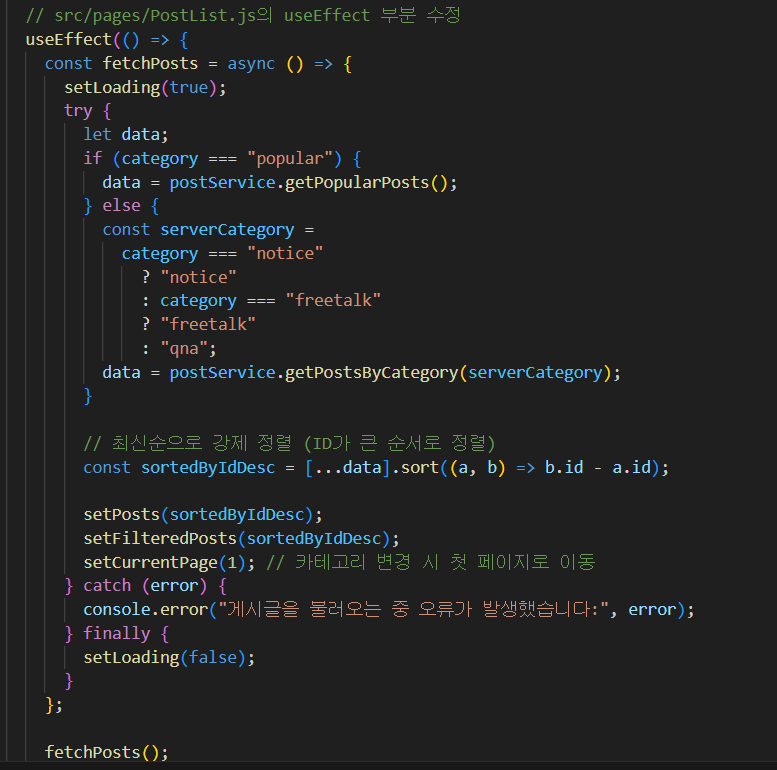 // src/pages/PostList.js의 useEffect 부분 수정
useEffect(() => {
const fetchPosts = async () => {
setLoading(true);
try {
let data;
if (category === "popular") {
data = postService.getPopularPosts();
} else {
const serverCategory =
category === "notice"
? "notice"
: category === "freetalk"
? "freetalk"
: "qna";
data = postService.getPostsByCategory(serverCategory);
}
// 최신순으로 강제 정렬 (ID가 큰 순서로 정렬)
const sortedByIdDesc = [...data].sort((a, b) => b.id - a.id);
setPosts(sortedByIdDesc);
setFilteredPosts(sortedByIdDesc);
setCurrentPage(1); // 카테고리 변경 시 첫 페이지로 이동
} catch (error) {
console.error("게시글을 불러오는 중 오류가 발생했습니다:", error);
} finally {
setLoading(false);
}
};
fetchPosts();